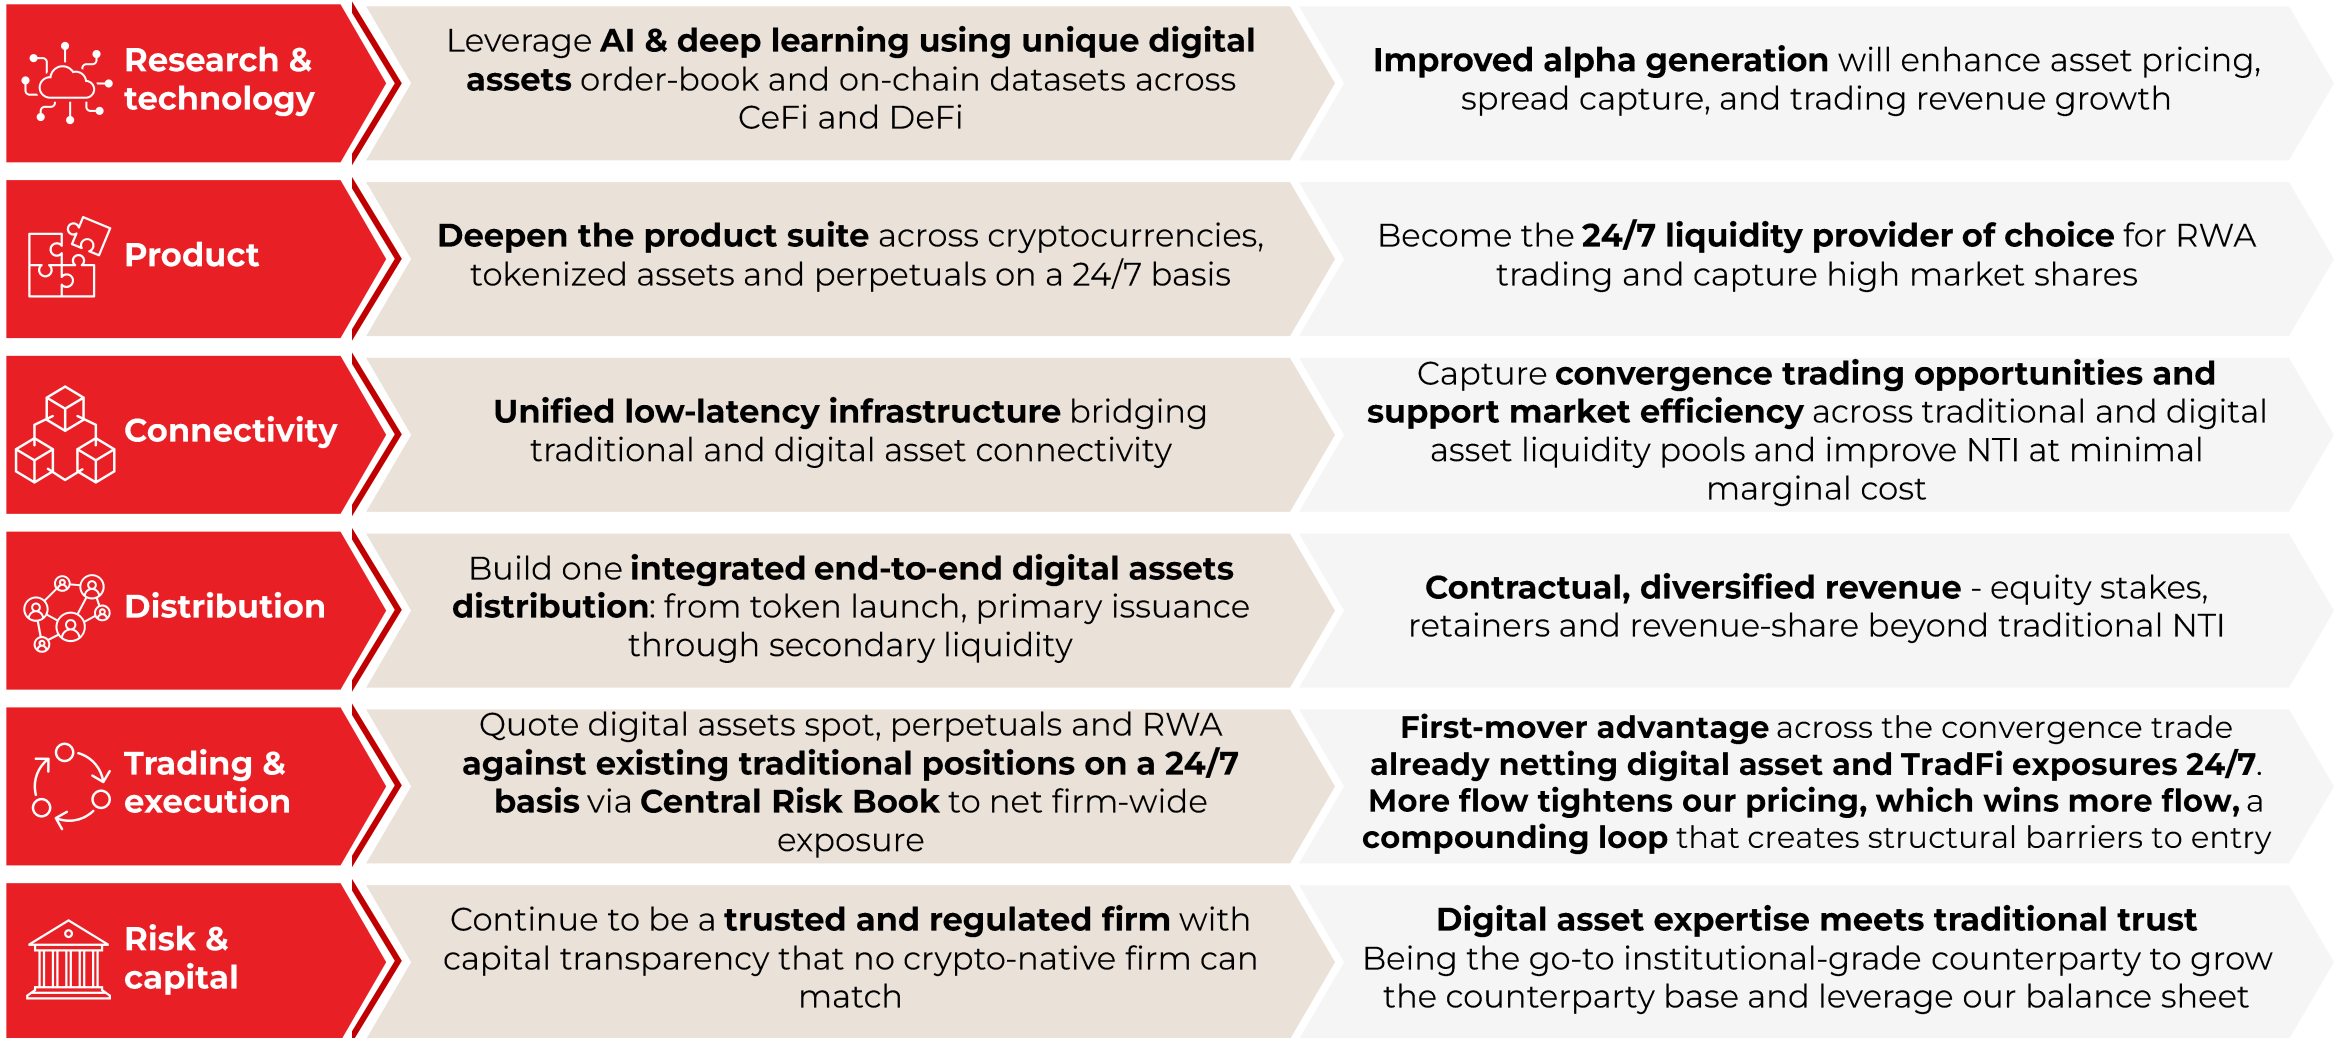 Research &
technology
Leverage AI & deep learning using unique digital
assets order-book and on-chain datasets across
CeFi and DeFi
Improved alpha generation will enhance asset pricing,
spread capture, and trading revenue growth
Product
Deepen the product suite across cryptocurrencies,
tokenized assets and perpetuals on a 24/7 basis
Become the 24/7 liquidity provider of choice for RWA
trading and capture high market shares
Connectivity
Unified low-latency infrastructure bridging
traditional and digital asset connectivity
Capture convergence trading opportunities and
support market efficiency across traditional and digital
asset liquidity pools and improve NTI at minimal
marginal cost
Distribution
Build one integrated end-to-end digital assets
distribution: from token launch, primary issuance
through secondary liquidity
Contractual, diversified revenue - equity stakes,
retainers and revenue-share beyond traditional NTI
Trading &
execution
Quote digital assets spot, perpetuals and RWA
against existing traditional positions on a 24/7
basis via Central Risk Book to net firm-wide
exposure
First-mover advantage across the convergence trade
already netting digital asset and TradFi exposures 24/7.
More flow tightens our pricing, which wins more flow, a
compounding loop that creates structural barriers to entry
Risk &
capital
Continue to be a trusted and regulated firm with
capital transparency that no crypto-native firm can
match
Digital asset expertise meets traditional trust
Being the go-to institutional-grade counterparty to grow
the counterparty base and leverage our balance sheet